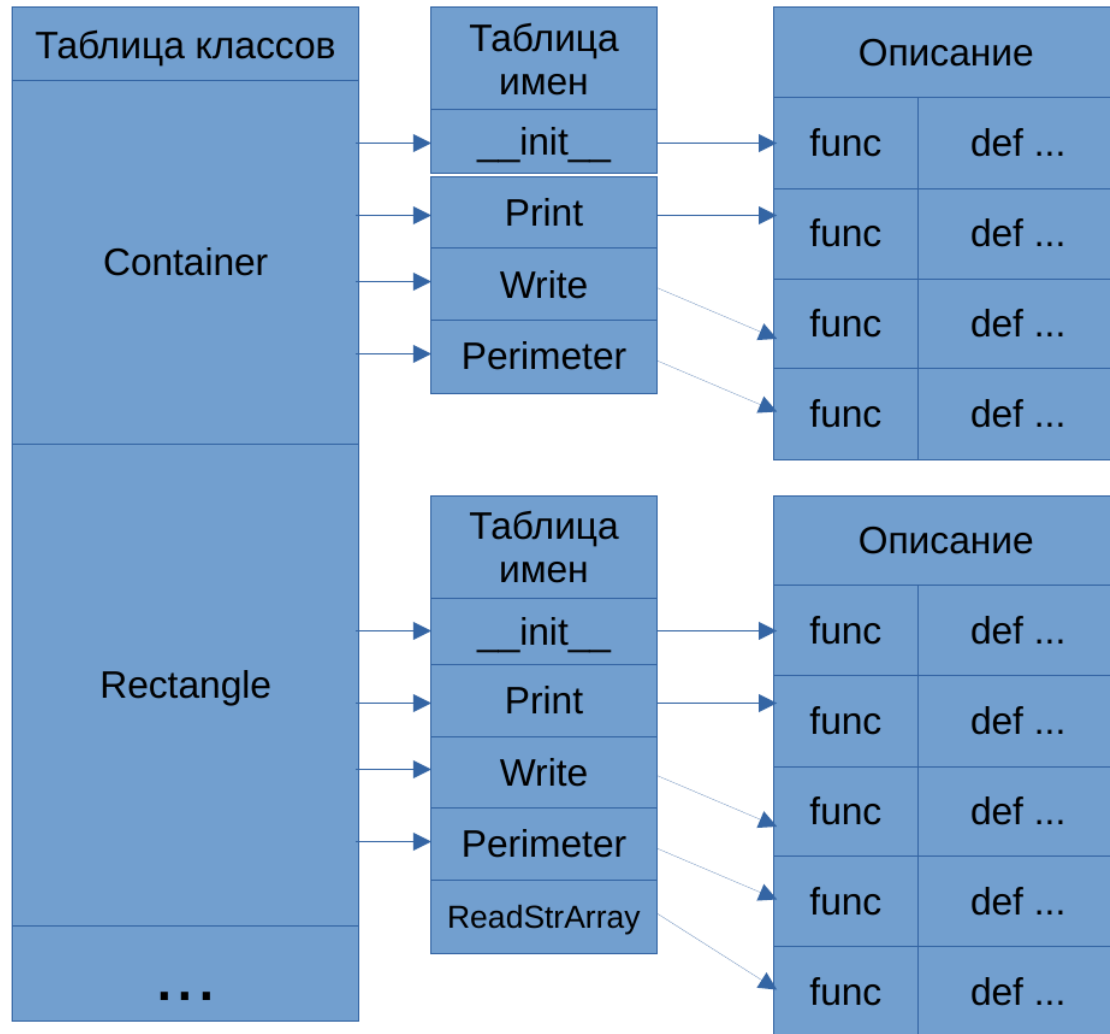 Таблица классов
Container
Rectangle
...
Таблица
имен
__init__
Print
Write
Perimeter
Описание
func def ...
func def ...
func def ...
func def ...
Таблица
имен
__init__
Print
Write
Perimeter
ReadStrArray
Описание
func def ...
func def ...
func def ...
func def ...
func def ...